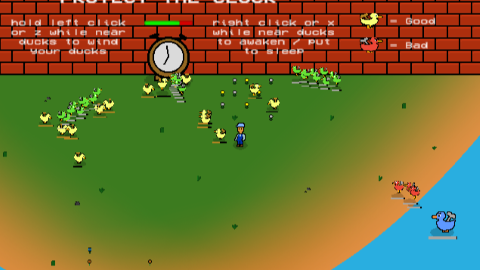 PROTECT THE CLOCK
hold left click
or z while near
ducks to wind
your ducks
right click or x
while near ducks
to awaken / put
to sleep
= Good
= Bad